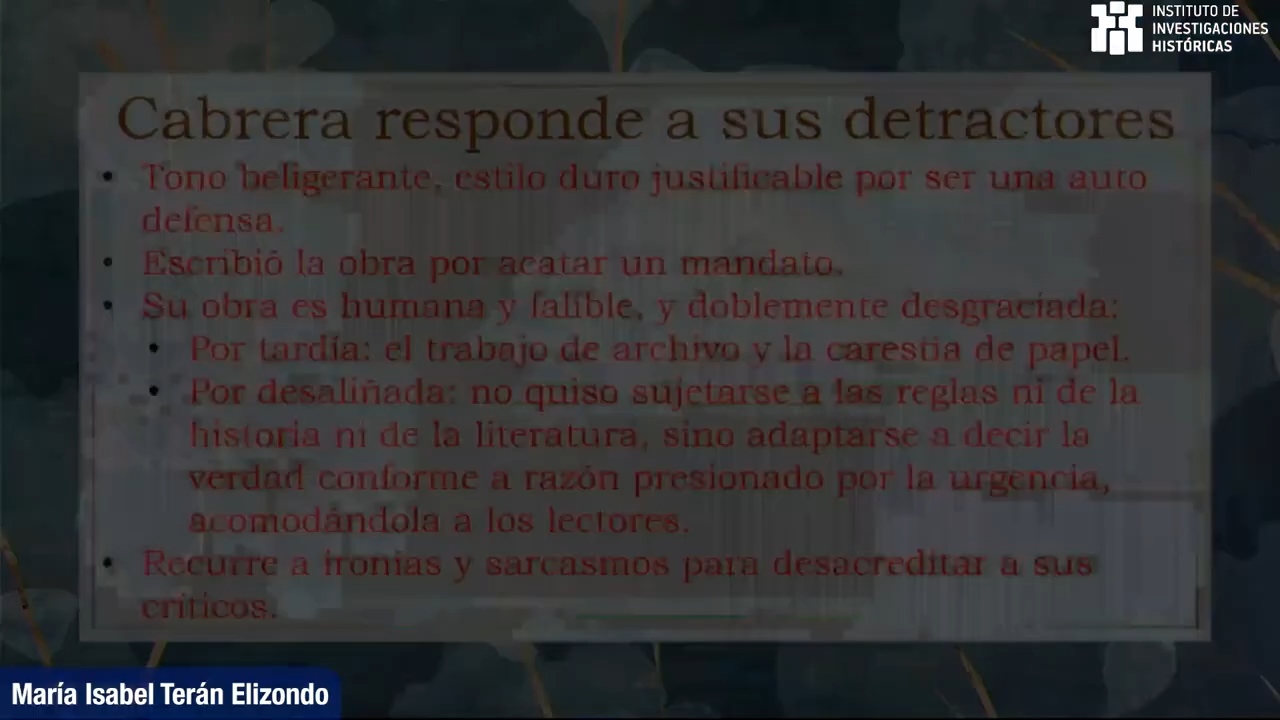 INSTITUTO DE
INVESTIGACIONES
HISTÓRICAS
Cabrera responde a sus detractores
• Tono beligerante, estilo duro justificable por ser una auto
defensa.
• Escribió la obra por acatar un mandato.
• Su obra es humana y falible, y doblemente desgraciada:
• Por tardía: el trabajo de archivo y la carestía de papel.
• Por desaliñada: no quiso sujetarse a las reglas ni de la
historia ni de la literatura, sino adaptarse a decir la
verdad conforme a razón presionado por la urgencia,
acomodándola a los lectores.
• Recurre a ironías y sarcasmos para desacreditar a sus
críticos.
María Isabel Terán Elizondo